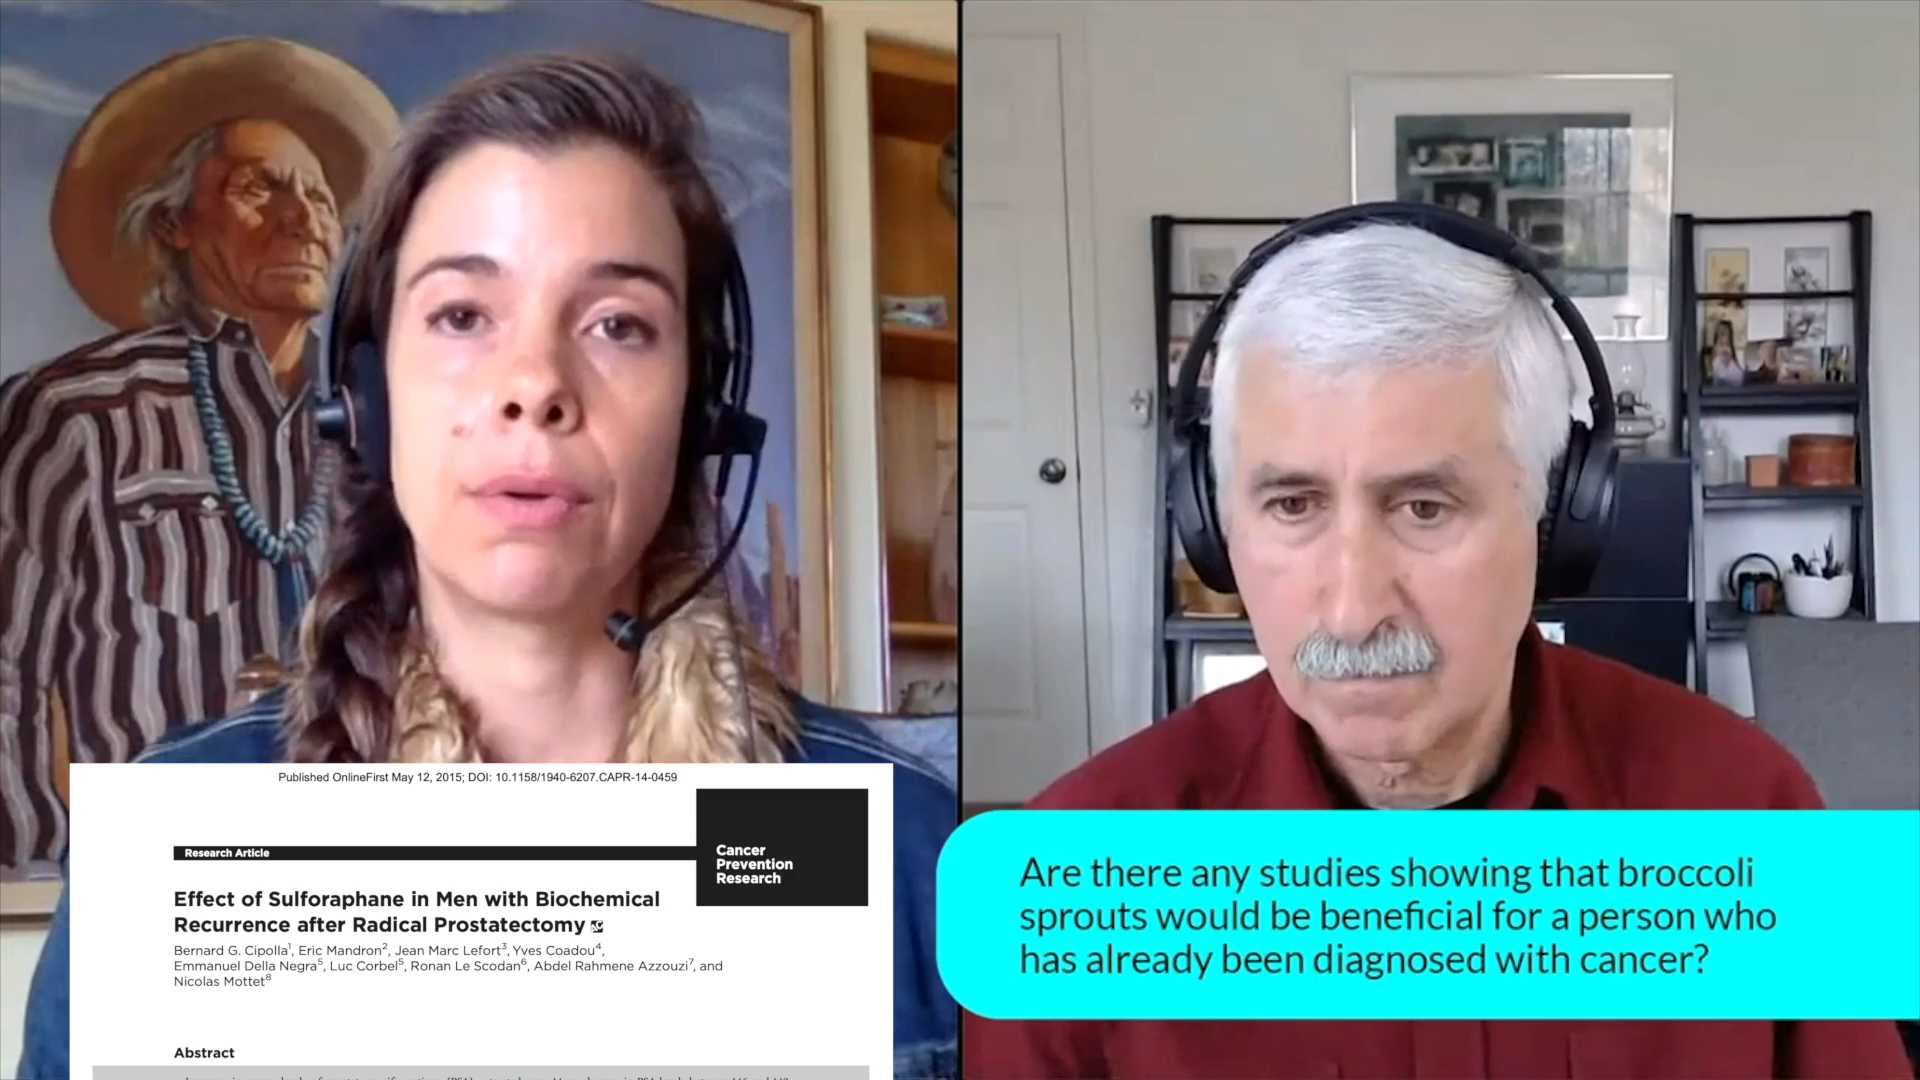 Published OnlineFirst May 12, 2015; DOI: 10.1158/1940-6207.CAPR-14-0459
Research Article
Cancer
Prevention
Research
Effect of Sulforaphane in Men with Biochemical
Recurrence after Radical Prostatectomy
Bernard G. Cipolla1, Eric Mandron2, Jean Marc Lefort3, Yves Coadou4,
Emmanuel Della Negra5, Luc Corbel5, Ronan Le Scodan6, Abdel Rahmene Azzouzi7, and
Nicolas Mottet8
Abstract
Are there any studies showing that broccoli
sprouts would be beneficial for a person who
has already been diagnosed with cancer?